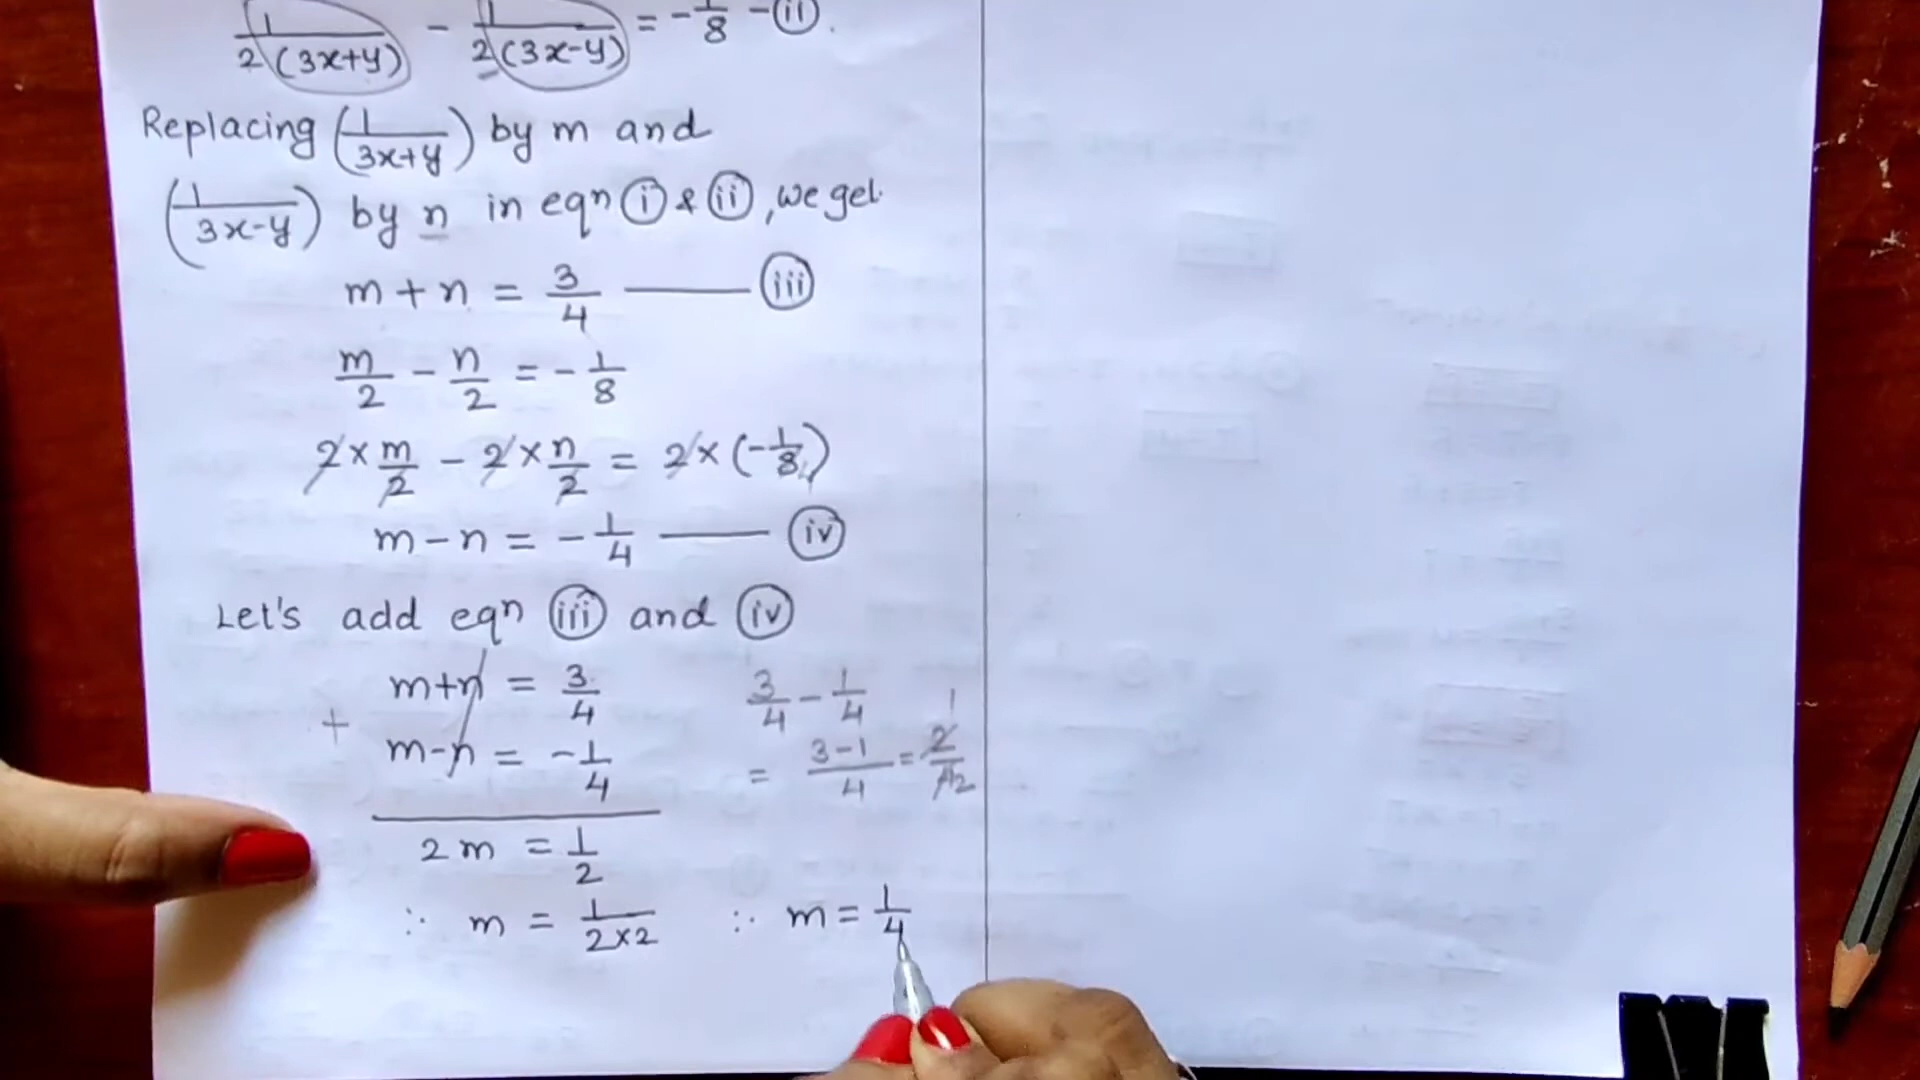 1/2(3x+y) - 1/2(3x-y) = -1/8 - (ii).
Replacing (1/3x+y) by m and
(1/3x-y) by n in eqn (i) & (ii), we get
m + n = 3/4 —— (iii)
m/2 - n/2 = - 1/8
2 × m/2 - 2 × n/2 = 2 × (-1/8)
m - n = - 1/4 —— (iv)
Let's add eqn (iii) and (iv)
m+n = 3/4
+ m-n = - 1/4
2m = 1/2
∴ m = 1/2×2 ∴ m = 1/4
3/4 - 1/4
= 3-1/4 = 2/4 1 2